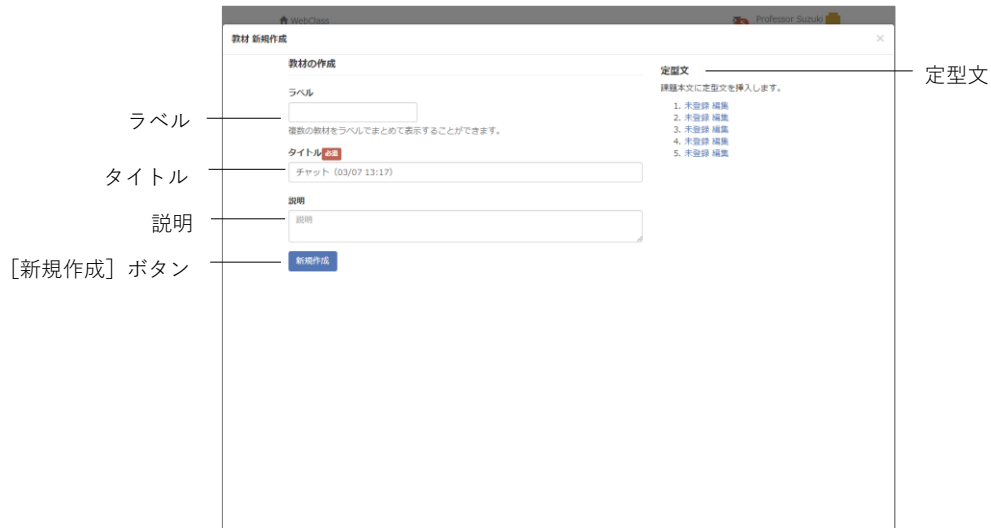 WebClass
Professor Suzuki
教材 新規作成
×
教材の作成
ラベル
複数の教材をラベルでまとめて表示することができます。
タイトル 必須
チャット (03/07 13:17)
説明
説明
新規作成
定型文
課題本文に定型文を挿入します。
1. 未登録 編集
2. 未登録 編集
3. 未登録 編集
4. 未登録 編集
5. 未登録 編集
ラベル
タイトル
説明
［新規作成］ボタン
定型文